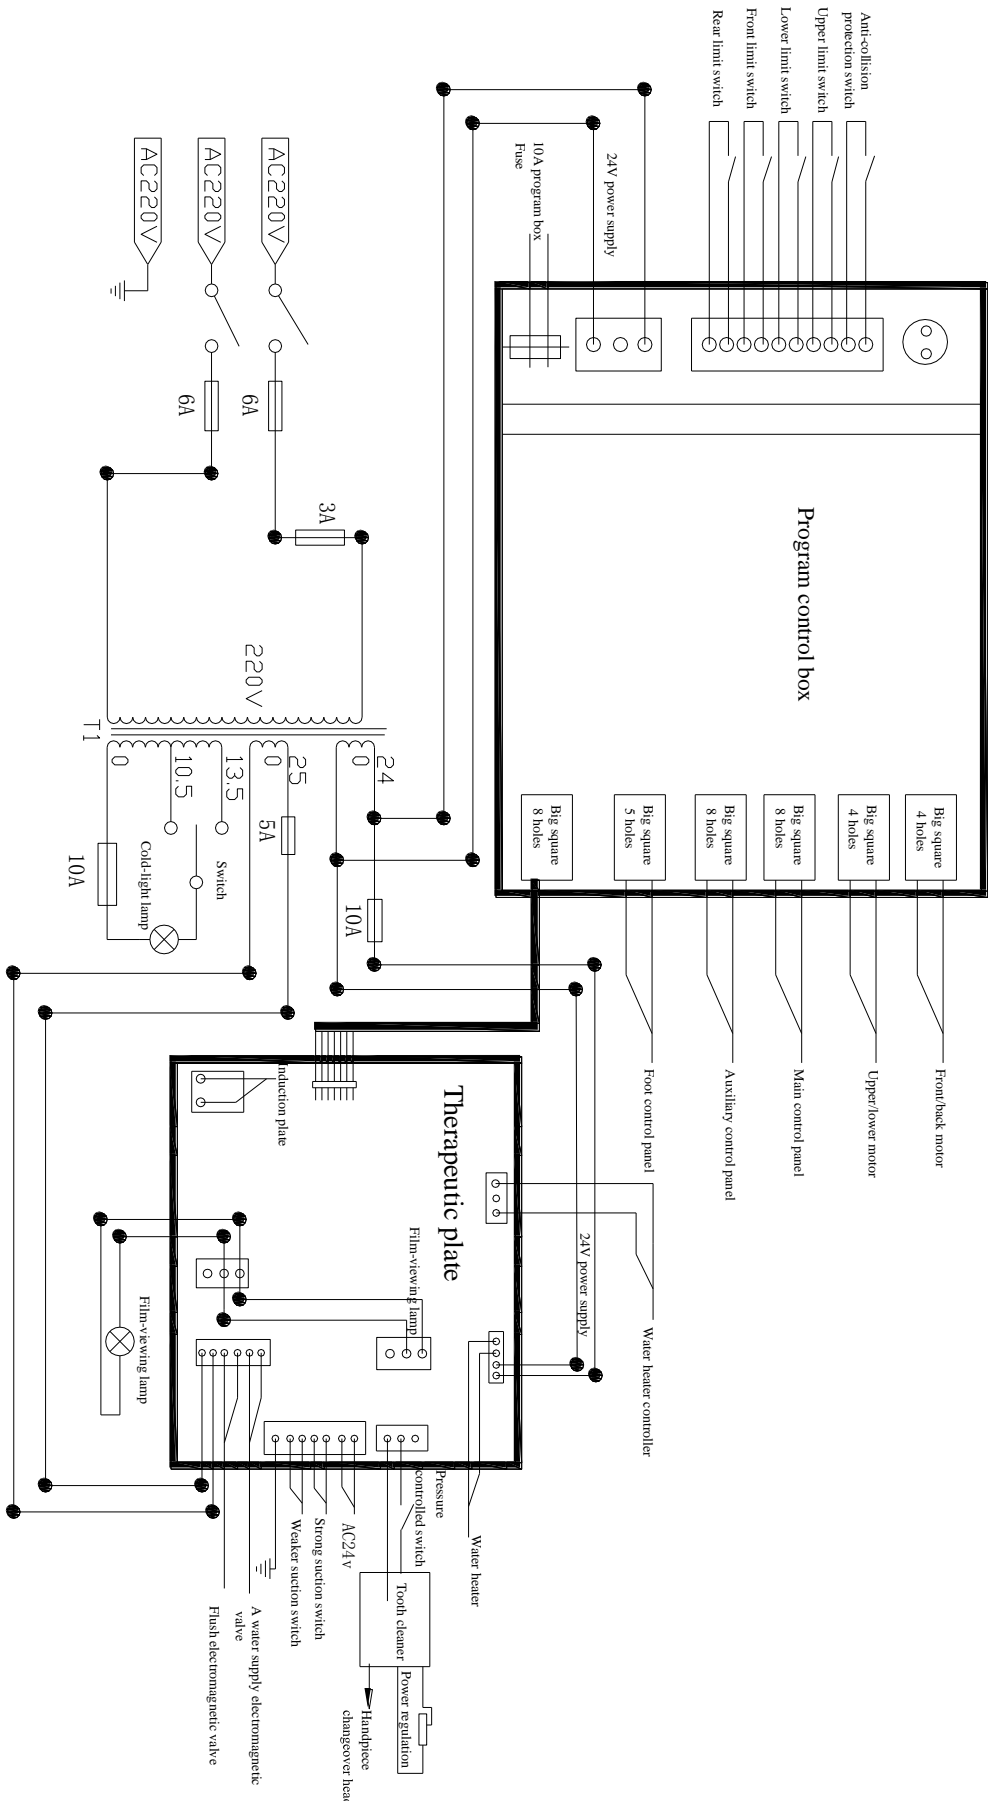 Anti-collision
protection switch
Upper limit switch
Lower limit switch
Front limit switch
Rear limit switch
24V power supply
10A program box
Fuse
AC220V
AC220V
AC220V
6A
6A
3A
Program control box
220V
T1
24
0
25
0
13.5
10.5
0
5A
10A
10A
Switch
Cold-light lamp
Big square
4 holes
Big square
4 holes
Big square
8 holes
Big square
8 holes
Big square
5 holes
Big square
8 holes
Front/back motor
Upper/lower motor
Main control panel
Auxiliary control panel
Foot control panel
Induction plate
Therapeutic plate
Film-viewing lamp
24V power supply
Water heater controller
Film-viewing lamp
Pressure
controlled switch
Water heater
AC24v
Strong suction switch
Weaker suction switch
Tooth cleaner
Power regulation
Handpiece
changeover head
A water supply electromagnetic
valve
Flush electromagnetic valve